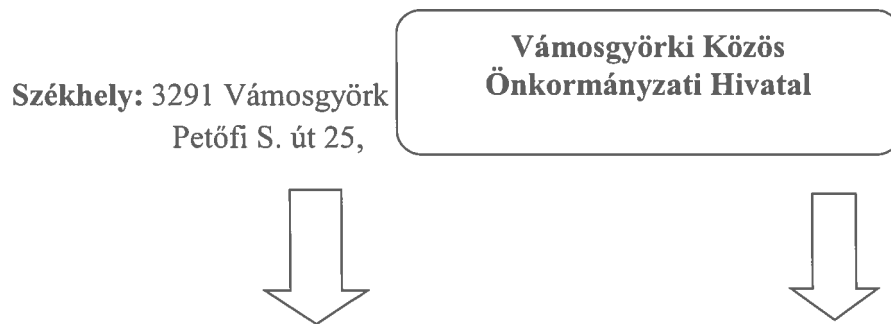 Vámosgyörki Közös
Önkormányzati Hivatal
Székhely: 3291 Vámosgyörk
Petőfi S. út 25,